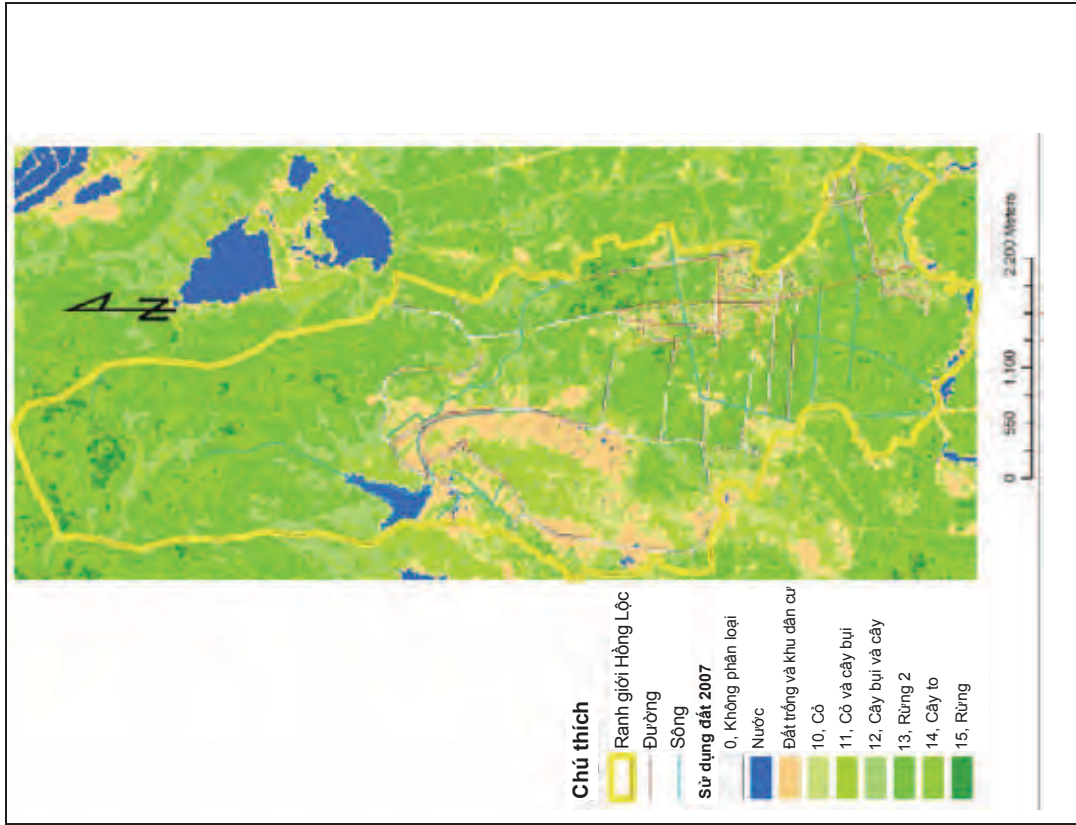 N
Chú thích
Ranh giới Hồng Lộc
Đường
Sông
Sử dụng đất 2007
0, Không phân loại
Nước
Đất trống và khu dân cư
10, Cỏ
11, Cỏ và cây bụi
12, Cây bụi và cây
13, Rừng 2
14, Cây to
15, Rừng
0 550 1.100 2.200 Meters